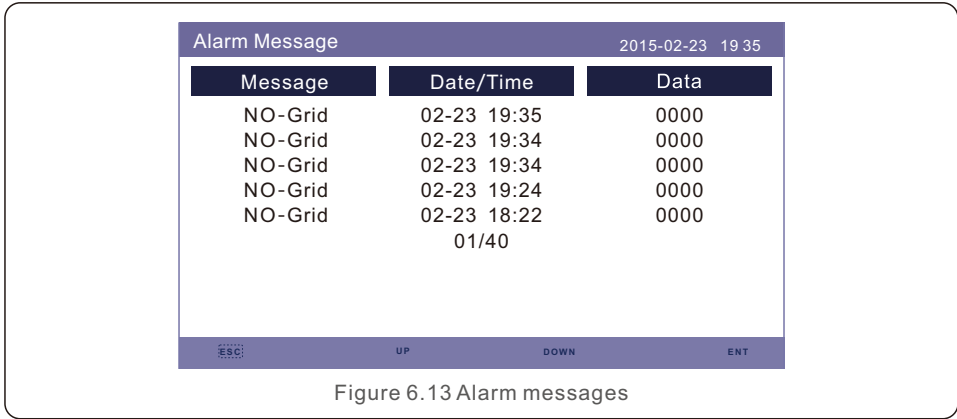 Alarm Message 2015-02-23 19 35
Message Date/Time Data
NO-Grid 02-23 19:35 0000
NO-Grid 02-23 19:34 0000
NO-Grid 02-23 19:34 0000
NO-Grid 02-23 19:24 0000
NO-Grid 02-23 18:22 0000
01/40
ESC UP DOWN ENT
Figure 6.13 Alarm messages